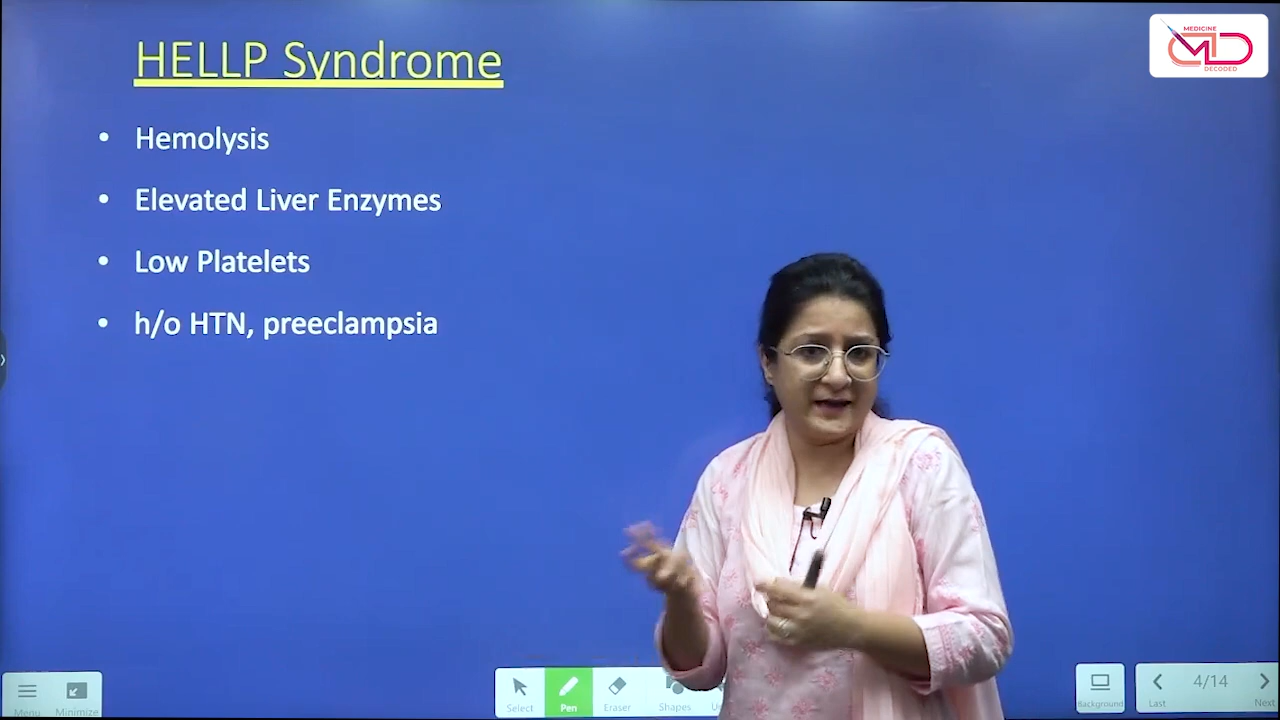 MEDICINE
MD
DECODED
HELLP Syndrome
• Hemolysis
• Elevated Liver Enzymes
• Low Platelets
• h/o HTN, preeclampsia
Menu
Minimize
Select
Pen
Eraser
Shapes
Background
4/14
Last
Next